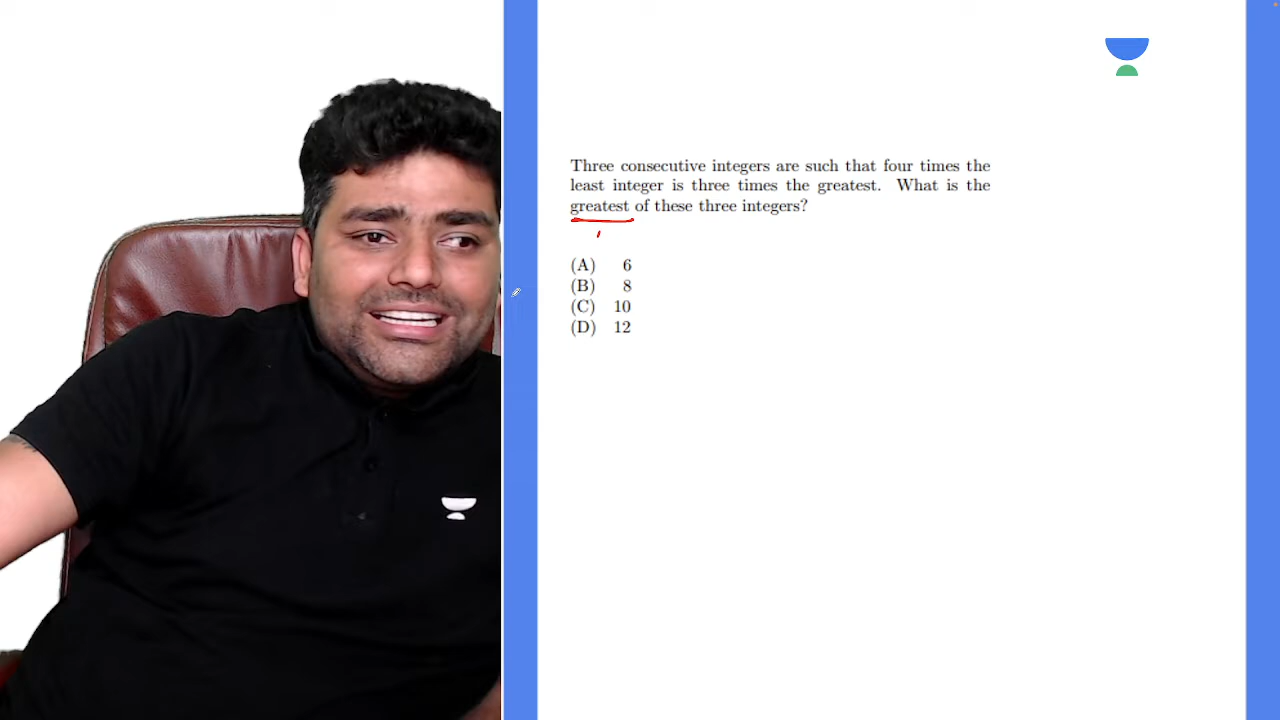 Three consecutive integers are such that four times the
least integer is three times the greatest. What is the
greatest of these three integers?
(A) 6
(B) 8
(C) 10
(D) 12